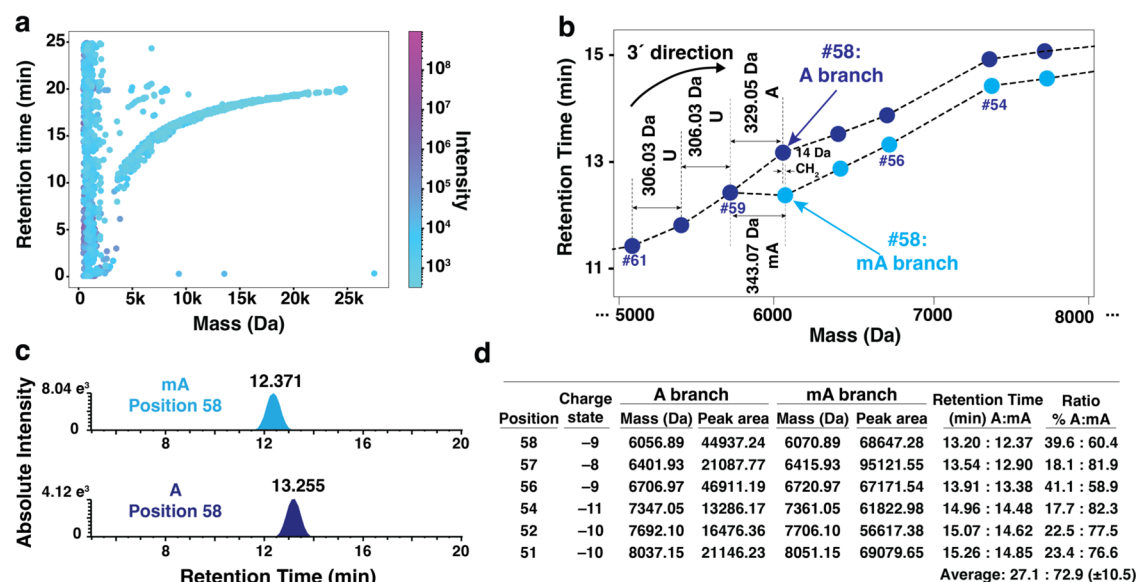 a
Retention time (min)
25
20
15
10
5
0
0
5k
10k
15k
20k
25k
Mass (Da)
10⁸
10⁷
10⁶
10⁵
10⁴
10³
Intensity
b
Retention Time (min)
15
13
11
3´ direction
306.03 Da
U
306.03 Da
U
329.05 Da
A
#58:
A branch
14 Da
CH₂
#54
#56
#59
#61
343.07 Da
mA
#58:
mA branch
··· 5000
6000
7000
8000 ···
Mass (Da)
c
Absolute Intensity
8.04 e³
0
mA
Position 58
12.371
8 10 12 14 16 18 20
4.12 e³
0
A
Position 58
13.255
8 10 12 14 16 18 20
Retention Time (min)
d
Position Charge state A branch mA branch Retention Time (min) A:mA Ratio % A:mA
Mass (Da) Peak area Mass (Da) Peak area
58 –9 6056.89 44937.24 6070.89 68647.28 13.20 : 12.37 39.6 : 60.4
57 –8 6401.93 21087.77 6415.93 95121.55 13.54 : 12.90 18.1 : 81.9
56 –9 6706.97 46911.19 6720.97 67171.54 13.91 : 13.38 41.1 : 58.9
54 –11 7347.05 13286.17 7361.05 61822.98 14.96 : 14.48 17.7 : 82.3
52 –10 7692.10 16476.36 7706.10 56617.38 15.07 : 14.62 22.5 : 77.5
51 –10 8037.15 21146.23 8051.15 69079.65 15.26 : 14.85 23.4 : 76.6
Average: 27.1 : 72.9 (±10.5)